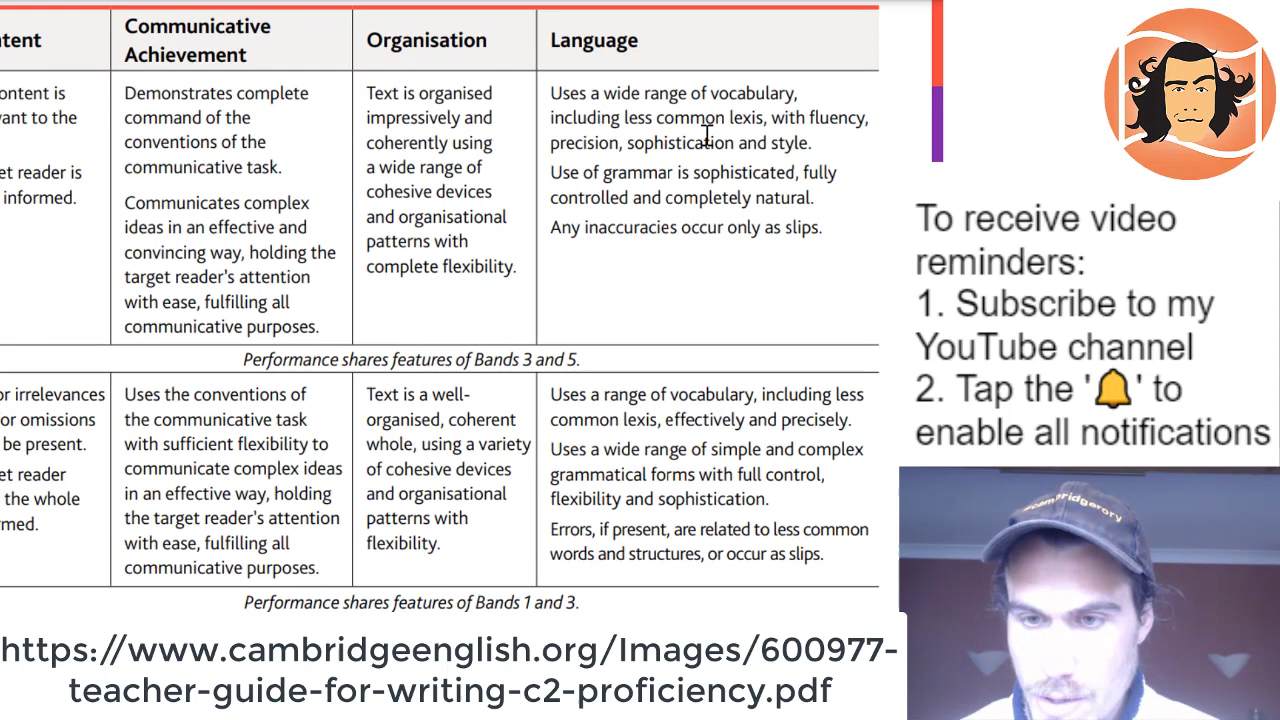 Communicative
Achievement
Organisation
Language
ontent is
vant to the
et reader is
informed.
Demonstrates complete
command of the
conventions of the
communicative task.
Communicates complex
ideas in an effective and
convincing way, holding the
target reader's attention
with ease, fulfilling all
communicative purposes.
Text is organised
impressively and
coherently using
a wide range of
cohesive devices
and organisational
patterns with
complete flexibility.
Uses a wide range of vocabulary,
including less common lexis, with fluency,
precision, sophistication and style.
Use of grammar is sophisticated, fully
controlled and completely natural.
Any inaccuracies occur only as slips.
Performance shares features of Bands 3 and 5.
or irrelevances
or omissions
be present.
et reader
the whole
rmed.
Uses the conventions of
the communicative task
with sufficient flexibility to
communicate complex ideas
in an effective way, holding
the target reader's attention
with ease, fulfilling all
communicative purposes.
Text is a well-
organised, coherent
whole, using a variety
of cohesive devices
and organisational
patterns with
flexibility.
Uses a range of vocabulary, including less
common lexis, effectively and precisely.
Uses a wide range of simple and complex
grammatical forms with full control,
flexibility and sophistication.
Errors, if present, are related to less common
words and structures, or occur as slips.
Performance shares features of Bands 1 and 3.
https://www.cambridgeenglish.org/Images/600977-
teacher-guide-for-writing-c2-proficiency.pdf
To receive video
reminders:
1. Subscribe to my
YouTube channel
2. Tap the '🔔' to
enable all notifications
#cambridgerory